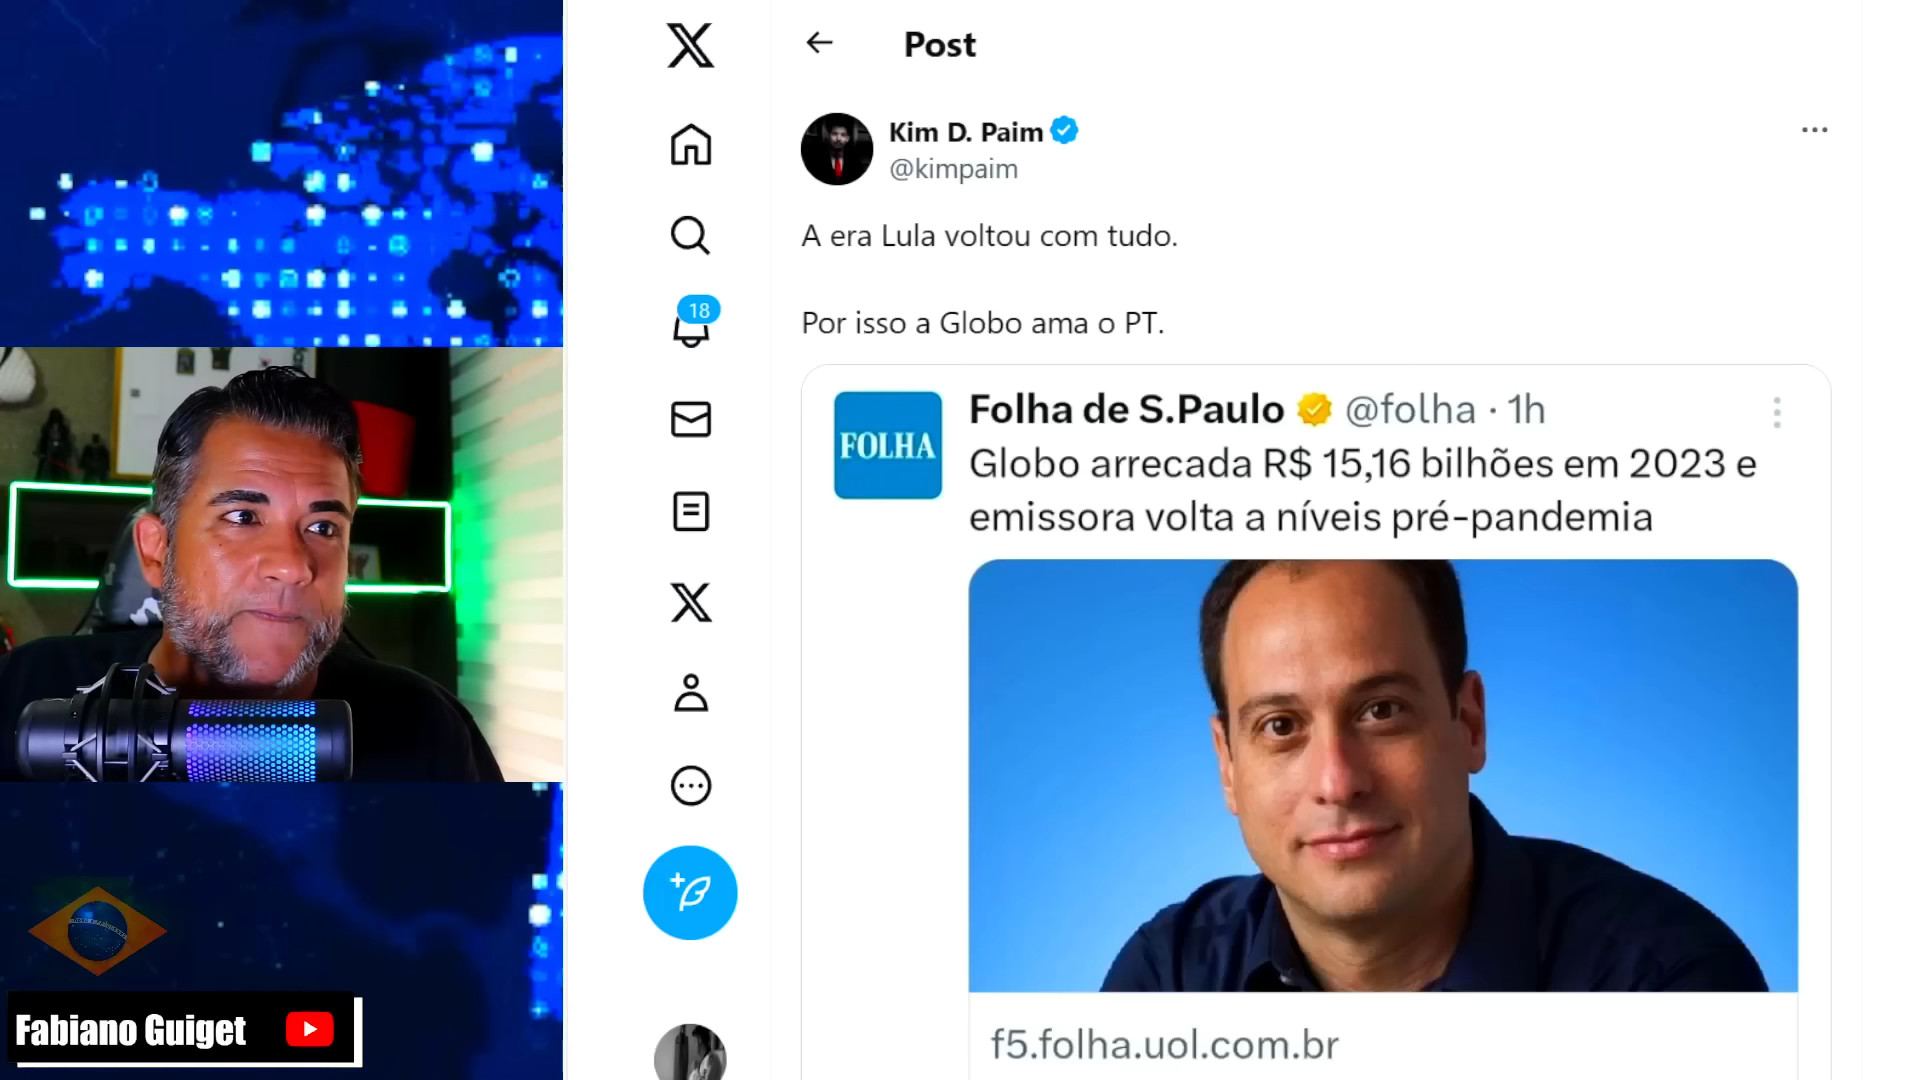 Post
Kim D. Paim
@kimpaim
A era Lula voltou com tudo.
Por isso a Globo ama o PT.
18
FOLHA
Folha de S.Paulo @folha · 1h
Globo arrecada R$ 15,16 bilhões em 2023 e
emissora volta a níveis pré-pandemia
f5.folha.uol.com.br
Fabiano Guiget